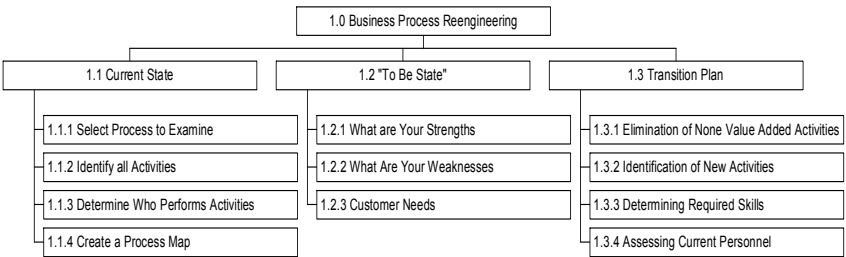 1.0 Business Process Reengineering
1.1 Current State
1.2 "To Be State"
1.3 Transition Plan
1.1.1 Select Process to Examine
1.1.2 Identify all Activities
1.1.3 Determine Who Performs Activities
1.1.4 Create a Process Map
1.2.1 What are Your Strengths
1.2.2 What Are Your Weaknesses
1.2.3 Customer Needs
1.3.1 Elimination of None Value Added Activities
1.3.2 Identification of New Activities
1.3.3 Determining Required Skills
1.3.4 Assessing Current Personnel